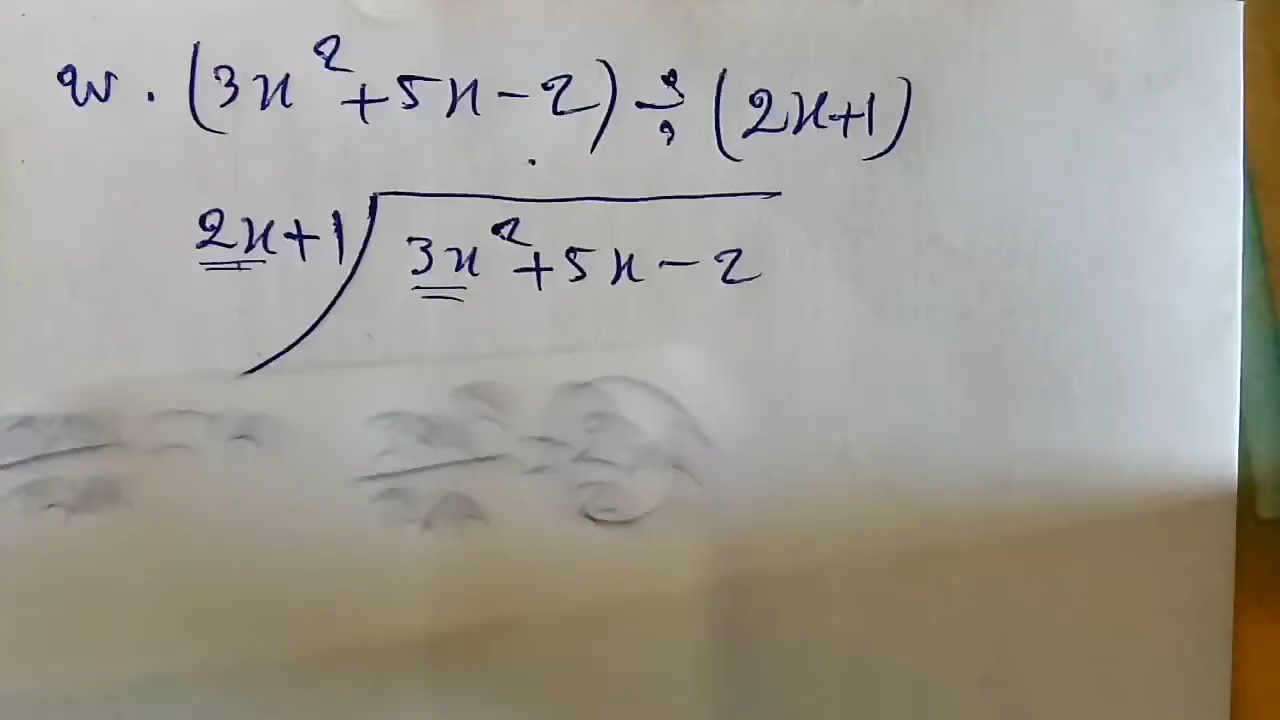 w. (3x² + 5x - 2) ÷ (2x+1)
2x+1 ) 3x² + 5x - 2